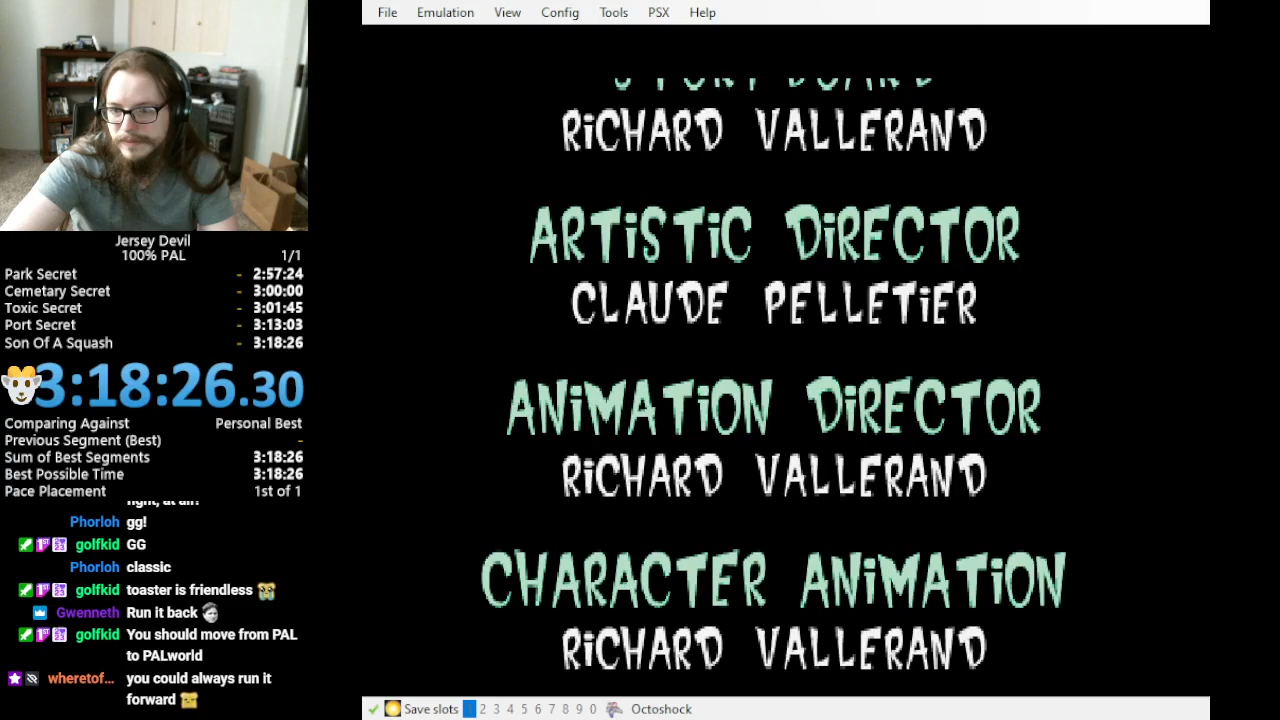 File Emulation View Config Tools PSX Help
RiCHARD VALLERAND
ARTiSTiC DiRECTOR
CLAUDE PELLETiER
ANiMATiON DiRECTOR
RiCHARD VALLERAND
CHARACTER ANiMATiON
RiCHARD VALLERAND
Save slots 1 2 3 4 5 6 7 8 9 0 Octoshock
Jersey Devil
100% PAL 1/1
Park Secret - 2:57:24
Cemetary Secret - 3:00:00
Toxic Secret - 3:01:45
Port Secret - 3:13:03
Son Of A Squash - 3:18:26
3:18:26.30
Comparing Against Personal Best
Previous Segment (Best) -
Sum of Best Segments 3:18:26
Best Possible Time 3:18:26
Pace Placement 1st of 1
Phorloh gg!
golfkid GG
Phorloh classic
golfkid toaster is friendless
Gwenneth Run it back
golfkid You should move from PAL
to PALworld
wheretof... you could always run it
forward